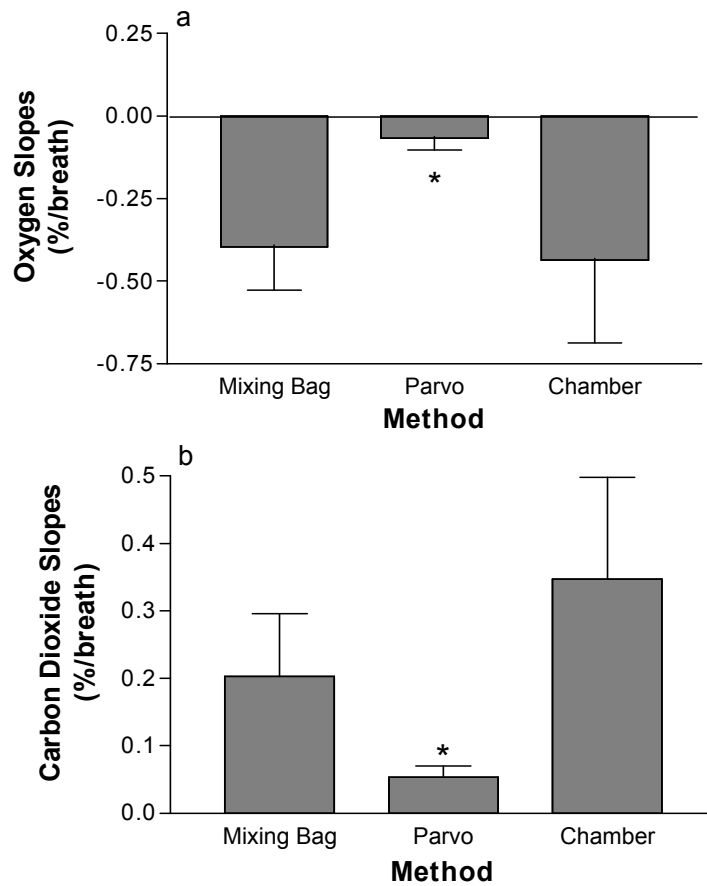 a
0.25
0.00
-0.25
-0.50
-0.75
Oxygen Slopes
(%/breath)
*
Mixing Bag Parvo Chamber
Method
b
0.5
0.4
0.3
0.2
0.1
0.0
Carbon Dioxide Slopes
(%/breath)
*
Mixing Bag Parvo Chamber
Method